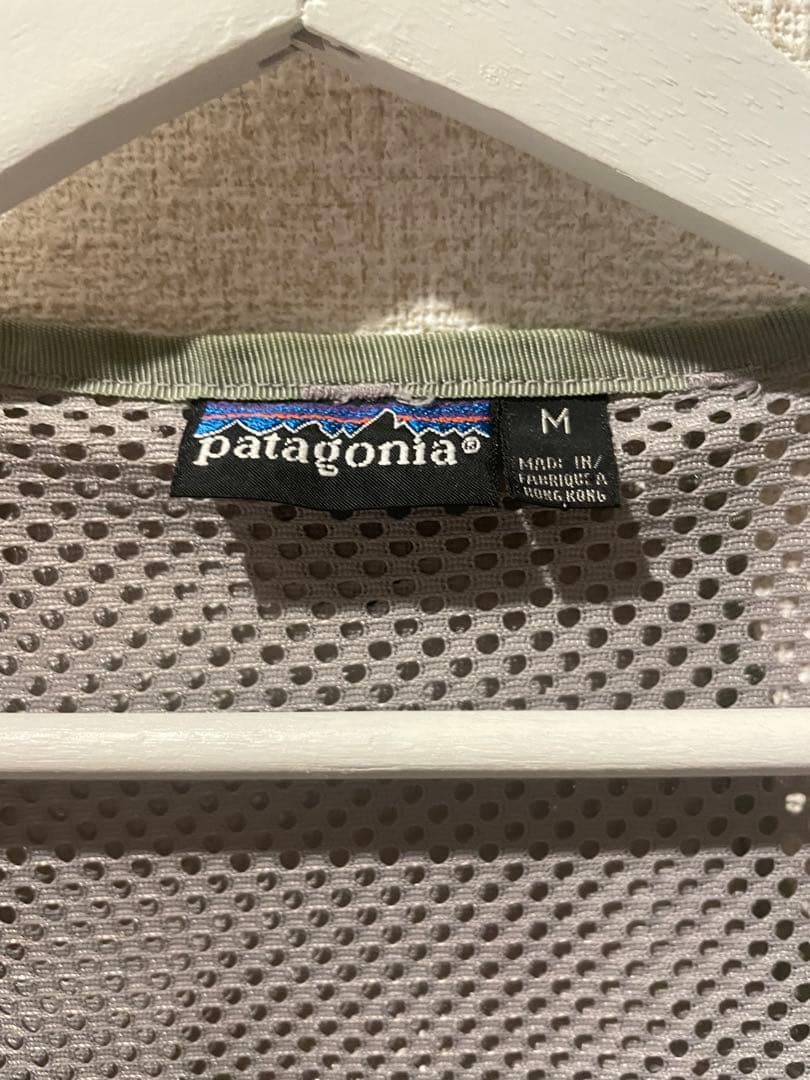 patagonia®
M
MADE IN/
FABRIQUE A
HONG KONG